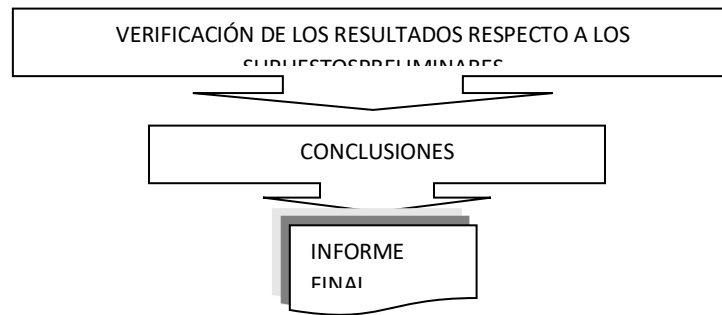 VERIFICACIÓN DE LOS RESULTADOS RESPECTO A LOS
SUPUESTOSPRELIMINARES
CONCLUSIONES
INFORME
FINAL